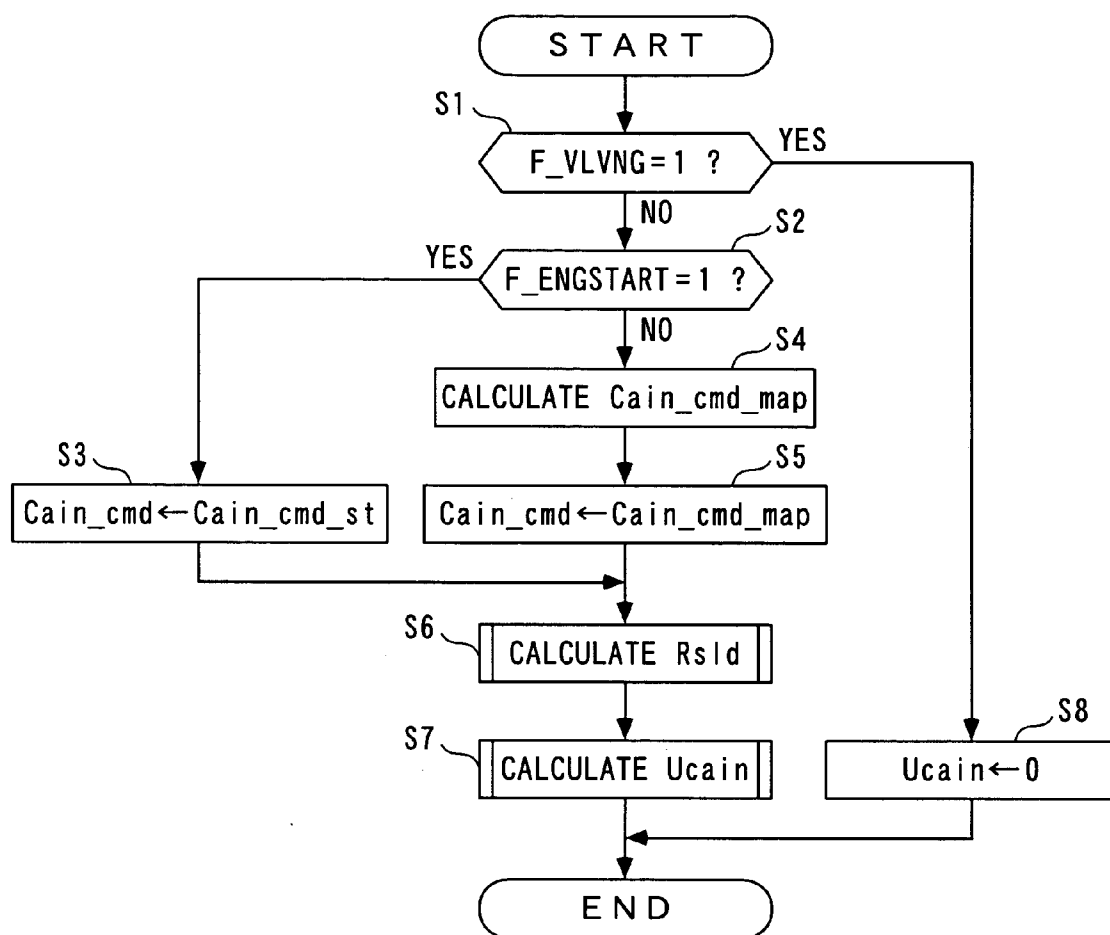 START
S1
F_VLVNG=1 ?
YES
NO
S2
YES
F_ENGSTART=1 ?
NO
S4
CALCULATE Cain_cmd_map
S3
S5
Cain_cmd←Cain_cmd_st
Cain_cmd←Cain_cmd_map
S6
CALCULATE Rsld
S7
S8
CALCULATE Ucain
Ucain←0
END